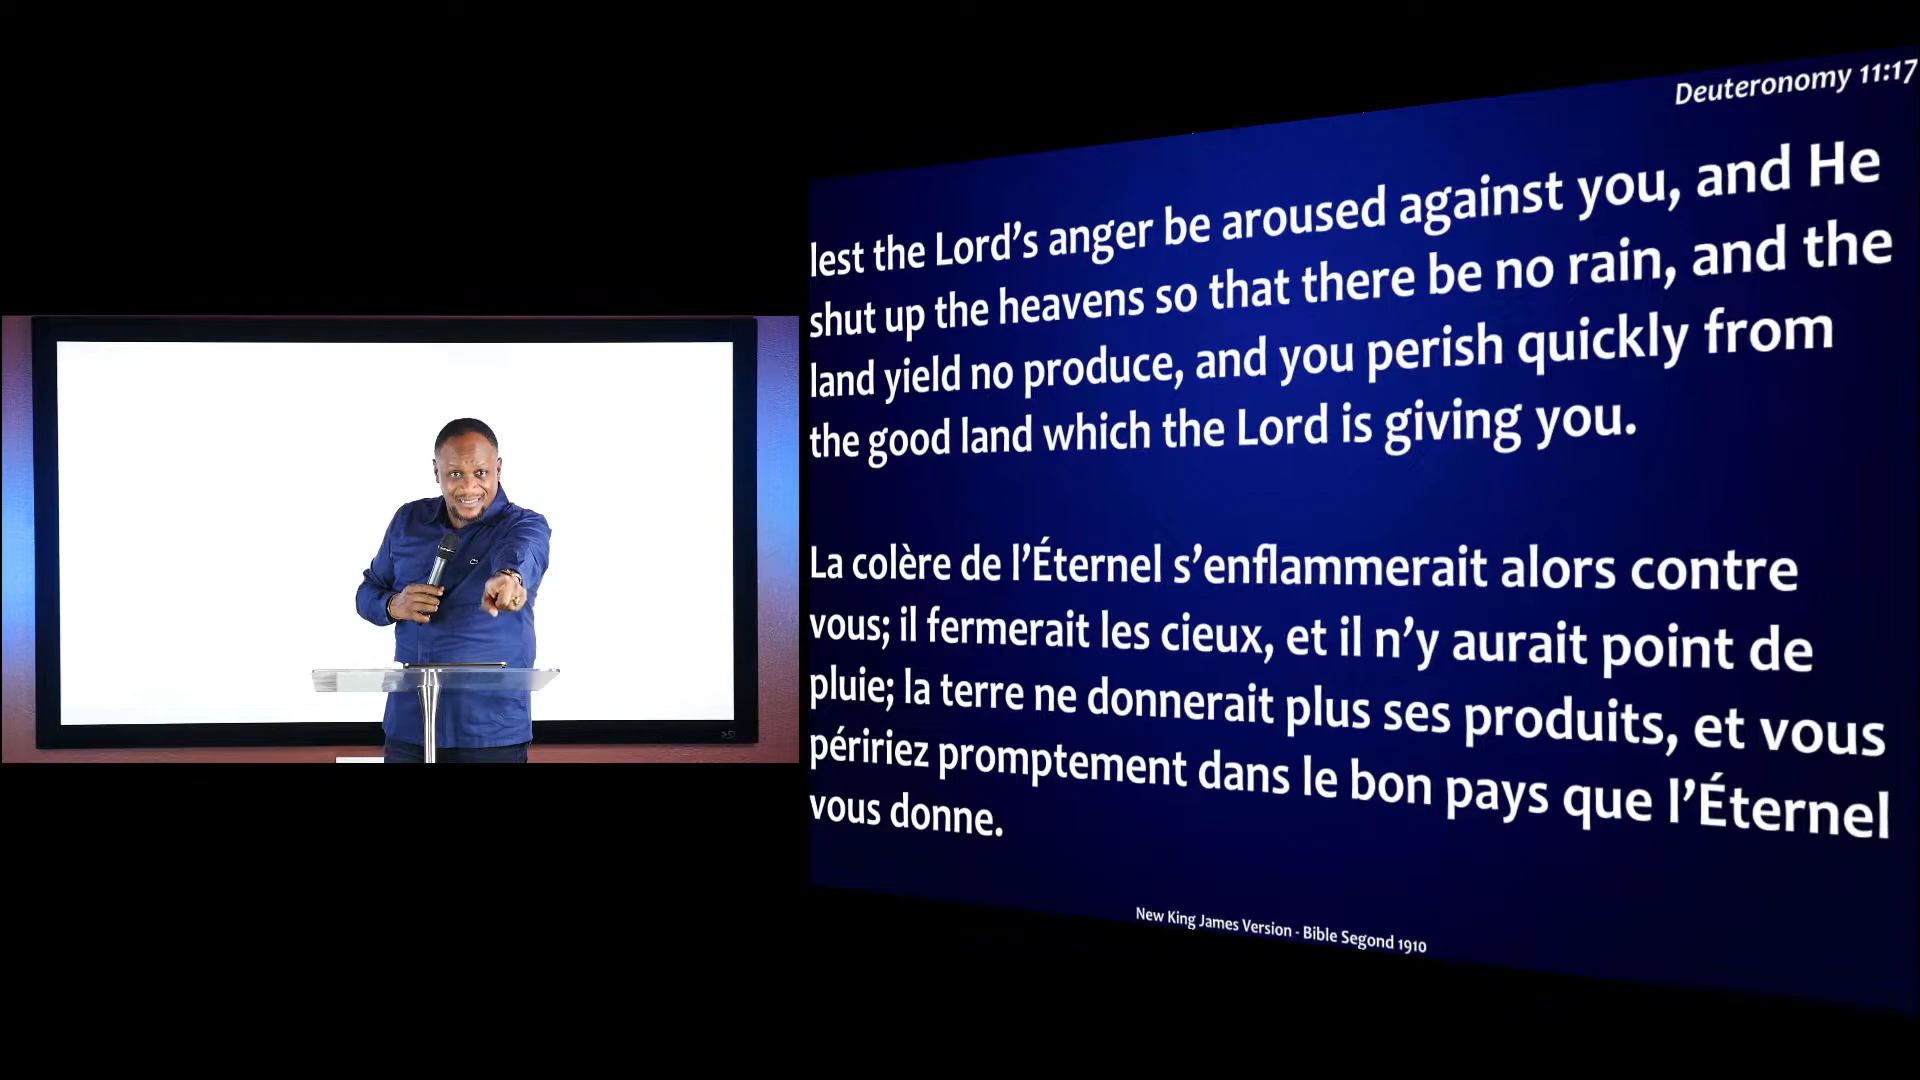 Deuteronomy 11:17
lest the Lord’s anger be aroused against you, and He
shut up the heavens so that there be no rain, and the
land yield no produce, and you perish quickly from
the good land which the Lord is giving you.
La colère de l’Éternel s’enflammerait alors contre
vous; il fermerait les cieux, et il n’y aurait point de
pluie; la terre ne donnerait plus ses produits, et vous
péririez promptement dans le bon pays que l’Éternel
vous donne.
New King James Version - Bible Segond 1910